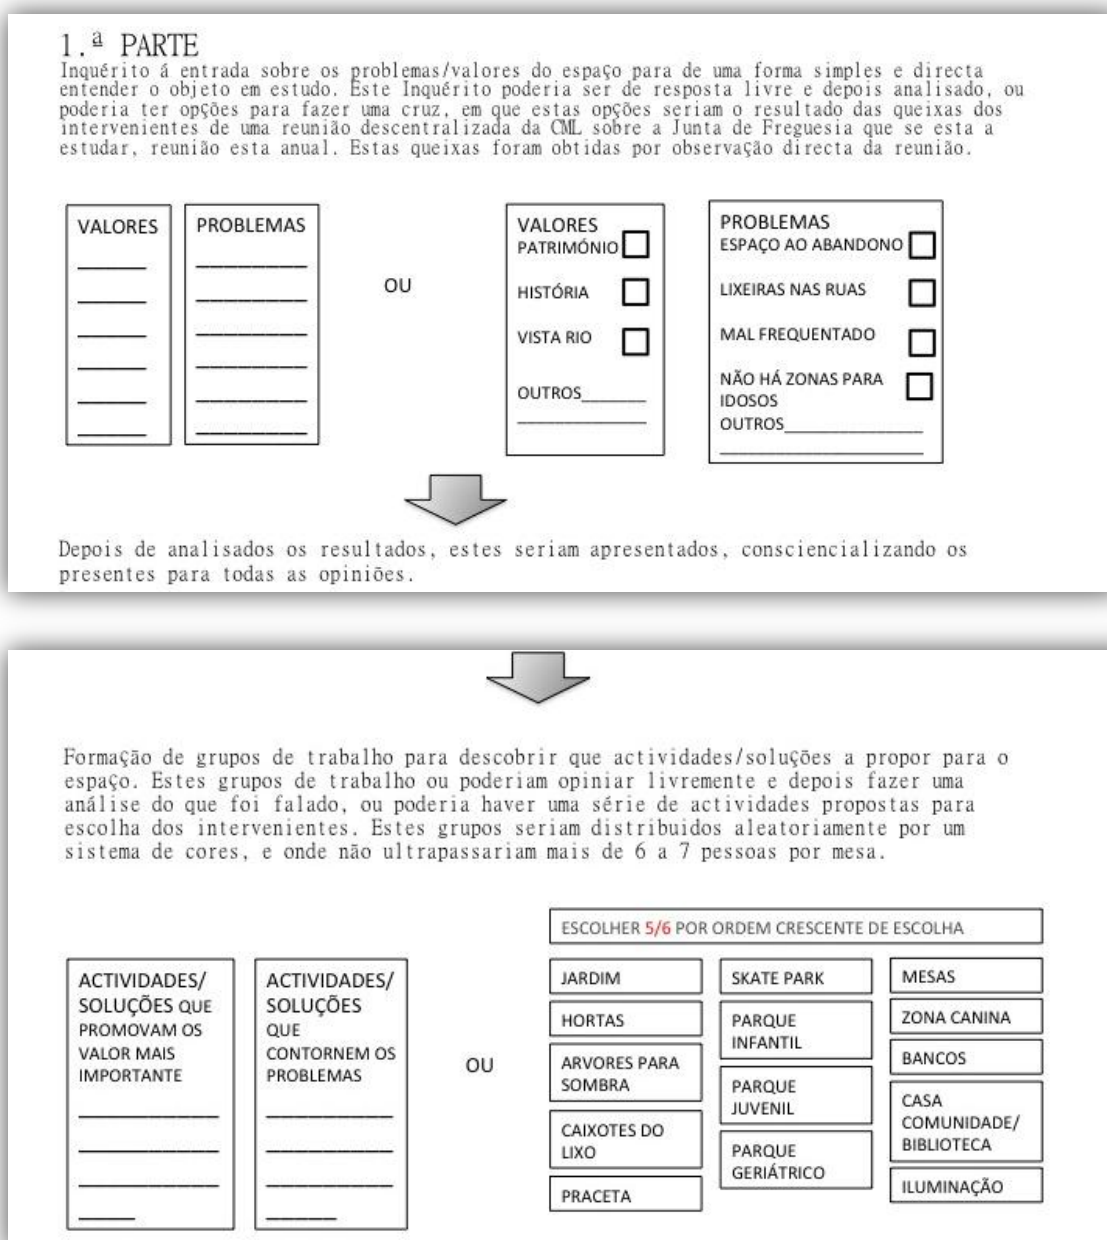 1.ª PARTE
Inquérito á entrada sobre os problemas/valores do espaço para de uma forma simples e directa
entender o objeto em estudo. Este Inquérito poderia ser de resposta livre e depois analisado, ou
poderia ter opções para fazer uma cruz, em que estas opções seriam o resultado das queixas dos
intervenientes de uma reunião descentralizada da CML sobre a Junta de Freguesia que se esta a
estudar, reunião esta anual. Estas queixas foram obtidas por observação directa da reunião.
VALORES
PROBLEMAS
OU
VALORES
PATRIMÓNIO
HISTÓRIA
VISTA RIO
OUTROS
PROBLEMAS
ESPAÇO AO ABANDONO
LIXEIRAS NAS RUAS
MAL FREQUENTADO
NÃO HÁ ZONAS PARA
IDOSOS
OUTROS
Depois de analisados os resultados, estes seriam apresentados, consciencializando os
presentes para todas as opiniões.
Formação de grupos de trabalho para descobrir que actividades/soluções a propor para o
espaço. Estes grupos de trabalho ou poderiam opiniar livremente e depois fazer uma
análise do que foi falado, ou poderia haver uma série de actividades propostas para
escolha dos intervenientes. Estes grupos seriam distribuidos aleatoriamente por um
sistema de cores, e onde não ultrapassariam mais de 6 a 7 pessoas por mesa.
ACTIVIDADES/
SOLUÇÕES QUE
PROMOVAM OS
VALOR MAIS
IMPORTANTE
ACTIVIDADES/
SOLUÇÕES
QUE
CONTORNEM OS
PROBLEMAS
OU
ESCOLHER 5/6 POR ORDEM CRESCENTE DE ESCOLHA
JARDIM
HORTAS
ARVORES PARA
SOMBRA
CAIXOTES DO
LIXO
PRACETA
SKATE PARK
PARQUE
INFANTIL
PARQUE
JUVENIL
PARQUE
GERIÁTRICO
MESAS
ZONA CANINA
BANCOS
CASA
COMUNIDADE/
BIBLIOTECA
ILUMINAÇÃO